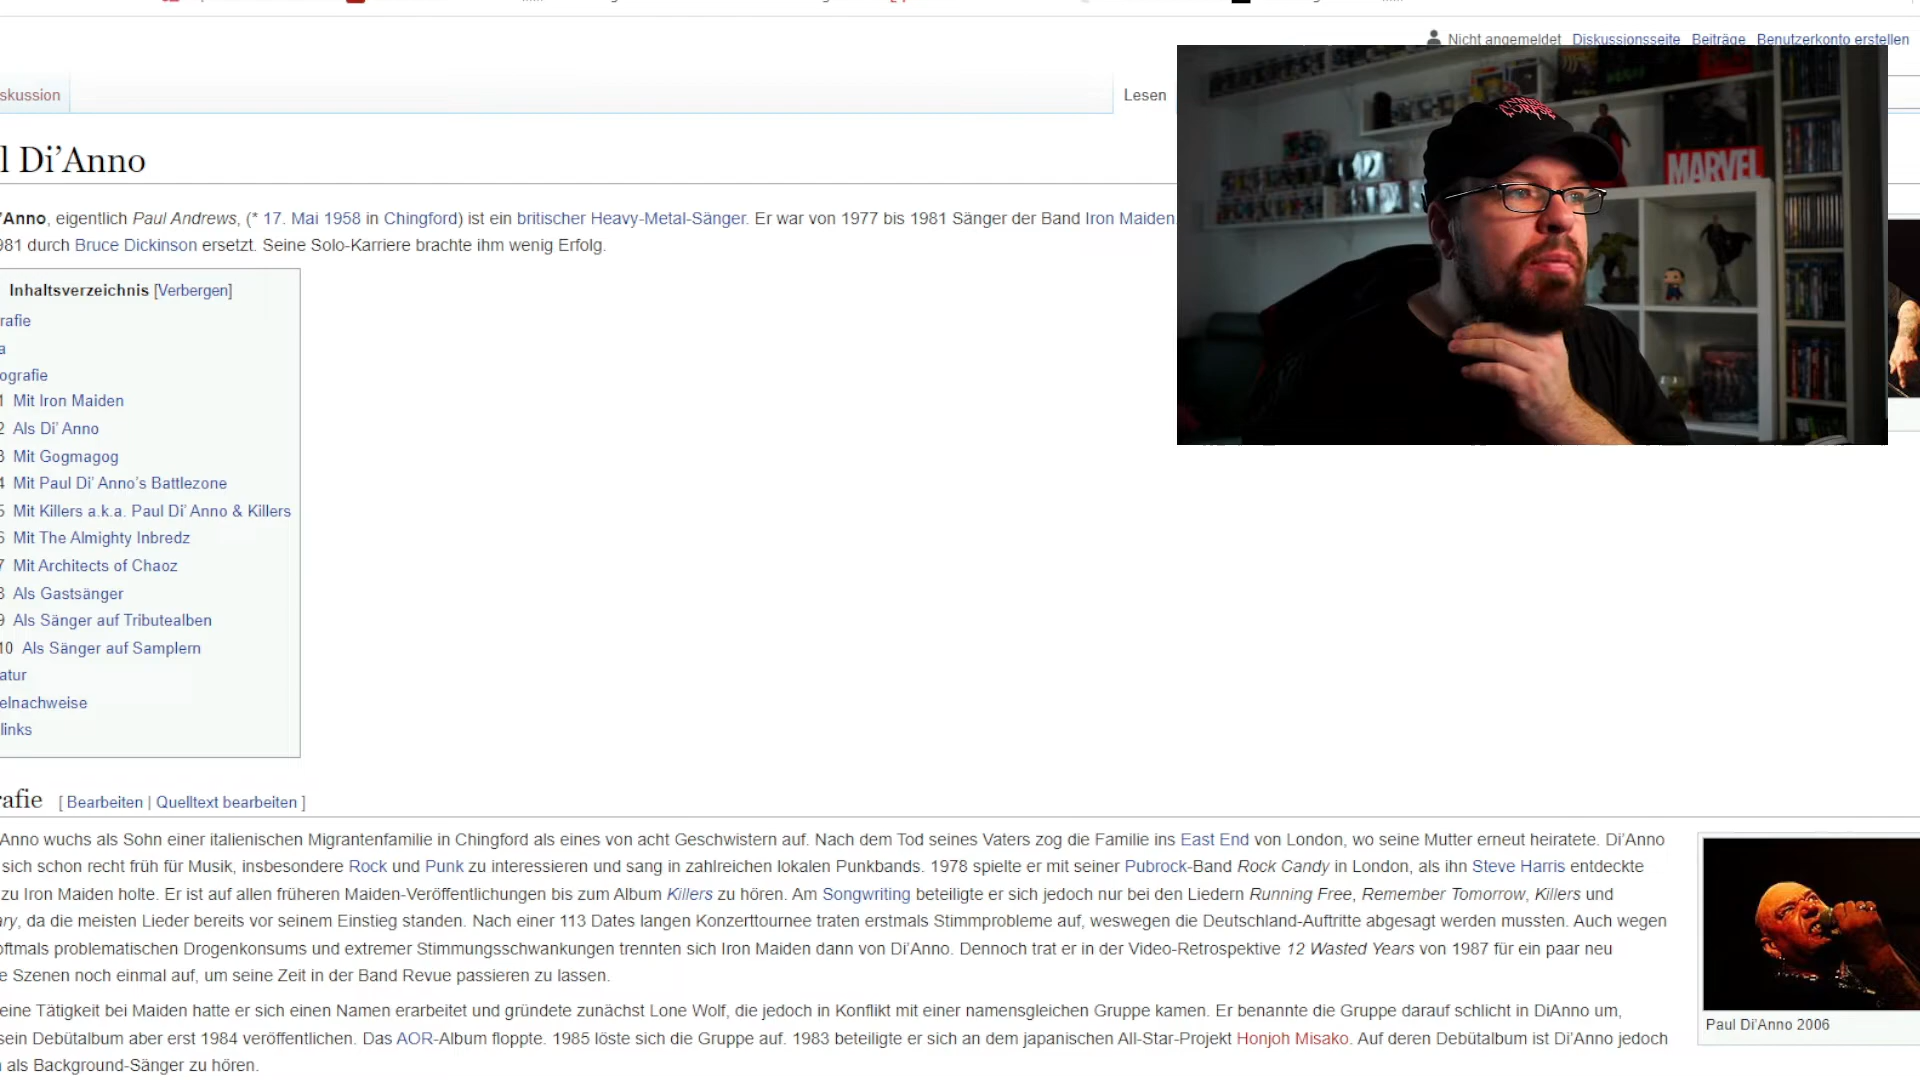 Nicht angemeldet Diskussionsseite Beiträge Benutzerkonto erstellen
skussion
Lesen
l Di’Anno
’Anno, eigentlich Paul Andrews, (* 17. Mai 1958 in Chingford) ist ein britischer Heavy-Metal-Sänger. Er war von 1977 bis 1981 Sänger der Band Iron Maiden
981 durch Bruce Dickinson ersetzt. Seine Solo-Karriere brachte ihm wenig Erfolg.
CORPSE
MARVEL
Inhaltsverzeichnis [Verbergen]
rafie
a
ografie
1 Mit Iron Maiden
2 Als Di’ Anno
3 Mit Gogmagog
4 Mit Paul Di’ Anno’s Battlezone
5 Mit Killers a.k.a. Paul Di’ Anno & Killers
6 Mit The Almighty Inbredz
7 Mit Architects of Chaoz
8 Als Gastsänger
9 Als Sänger auf Tributealben
10 Als Sänger auf Samplern
atur
elnachweise
links
rafie [ Bearbeiten | Quelltext bearbeiten ]
Anno wuchs als Sohn einer italienischen Migrantenfamilie in Chingford als eines von acht Geschwistern auf. Nach dem Tod seines Vaters zog die Familie ins East End von London, wo seine Mutter erneut heiratete. Di’Anno
sich schon recht früh für Musik, insbesondere Rock und Punk zu interessieren und sang in zahlreichen lokalen Punkbands. 1978 spielte er mit seiner Pubrock-Band Rock Candy in London, als ihn Steve Harris entdeckte
zu Iron Maiden holte. Er ist auf allen früheren Maiden-Veröffentlichungen bis zum Album Killers zu hören. Am Songwriting beteiligte er sich jedoch nur bei den Liedern Running Free, Remember Tomorrow, Killers und
ary, da die meisten Lieder bereits vor seinem Einstieg standen. Nach einer 113 Dates langen Konzerttournee traten erstmals Stimmprobleme auf, weswegen die Deutschland-Auftritte abgesagt werden mussten. Auch wegen
oftmals problematischen Drogenkonsums und extremer Stimmungsschwankungen trennten sich Iron Maiden dann von Di’Anno. Dennoch trat er in der Video-Retrospektive 12 Wasted Years von 1987 für ein paar neu
e Szenen noch einmal auf, um seine Zeit in der Band Revue passieren zu lassen.
eine Tätigkeit bei Maiden hatte er sich einen Namen erarbeitet und gründete zunächst Lone Wolf, die jedoch in Konflikt mit einer namensgleichen Gruppe kamen. Er benannte die Gruppe darauf schlicht in DiAnno um,
sein Debütalbum aber erst 1984 veröffentlichen. Das AOR-Album floppte. 1985 löste sich die Gruppe auf. 1983 beteiligte er sich an dem japanischen All-Star-Projekt Honjoh Misako. Auf deren Debütalbum ist Di’Anno jedoch
als Background-Sänger zu hören.
Paul Di’Anno 2006